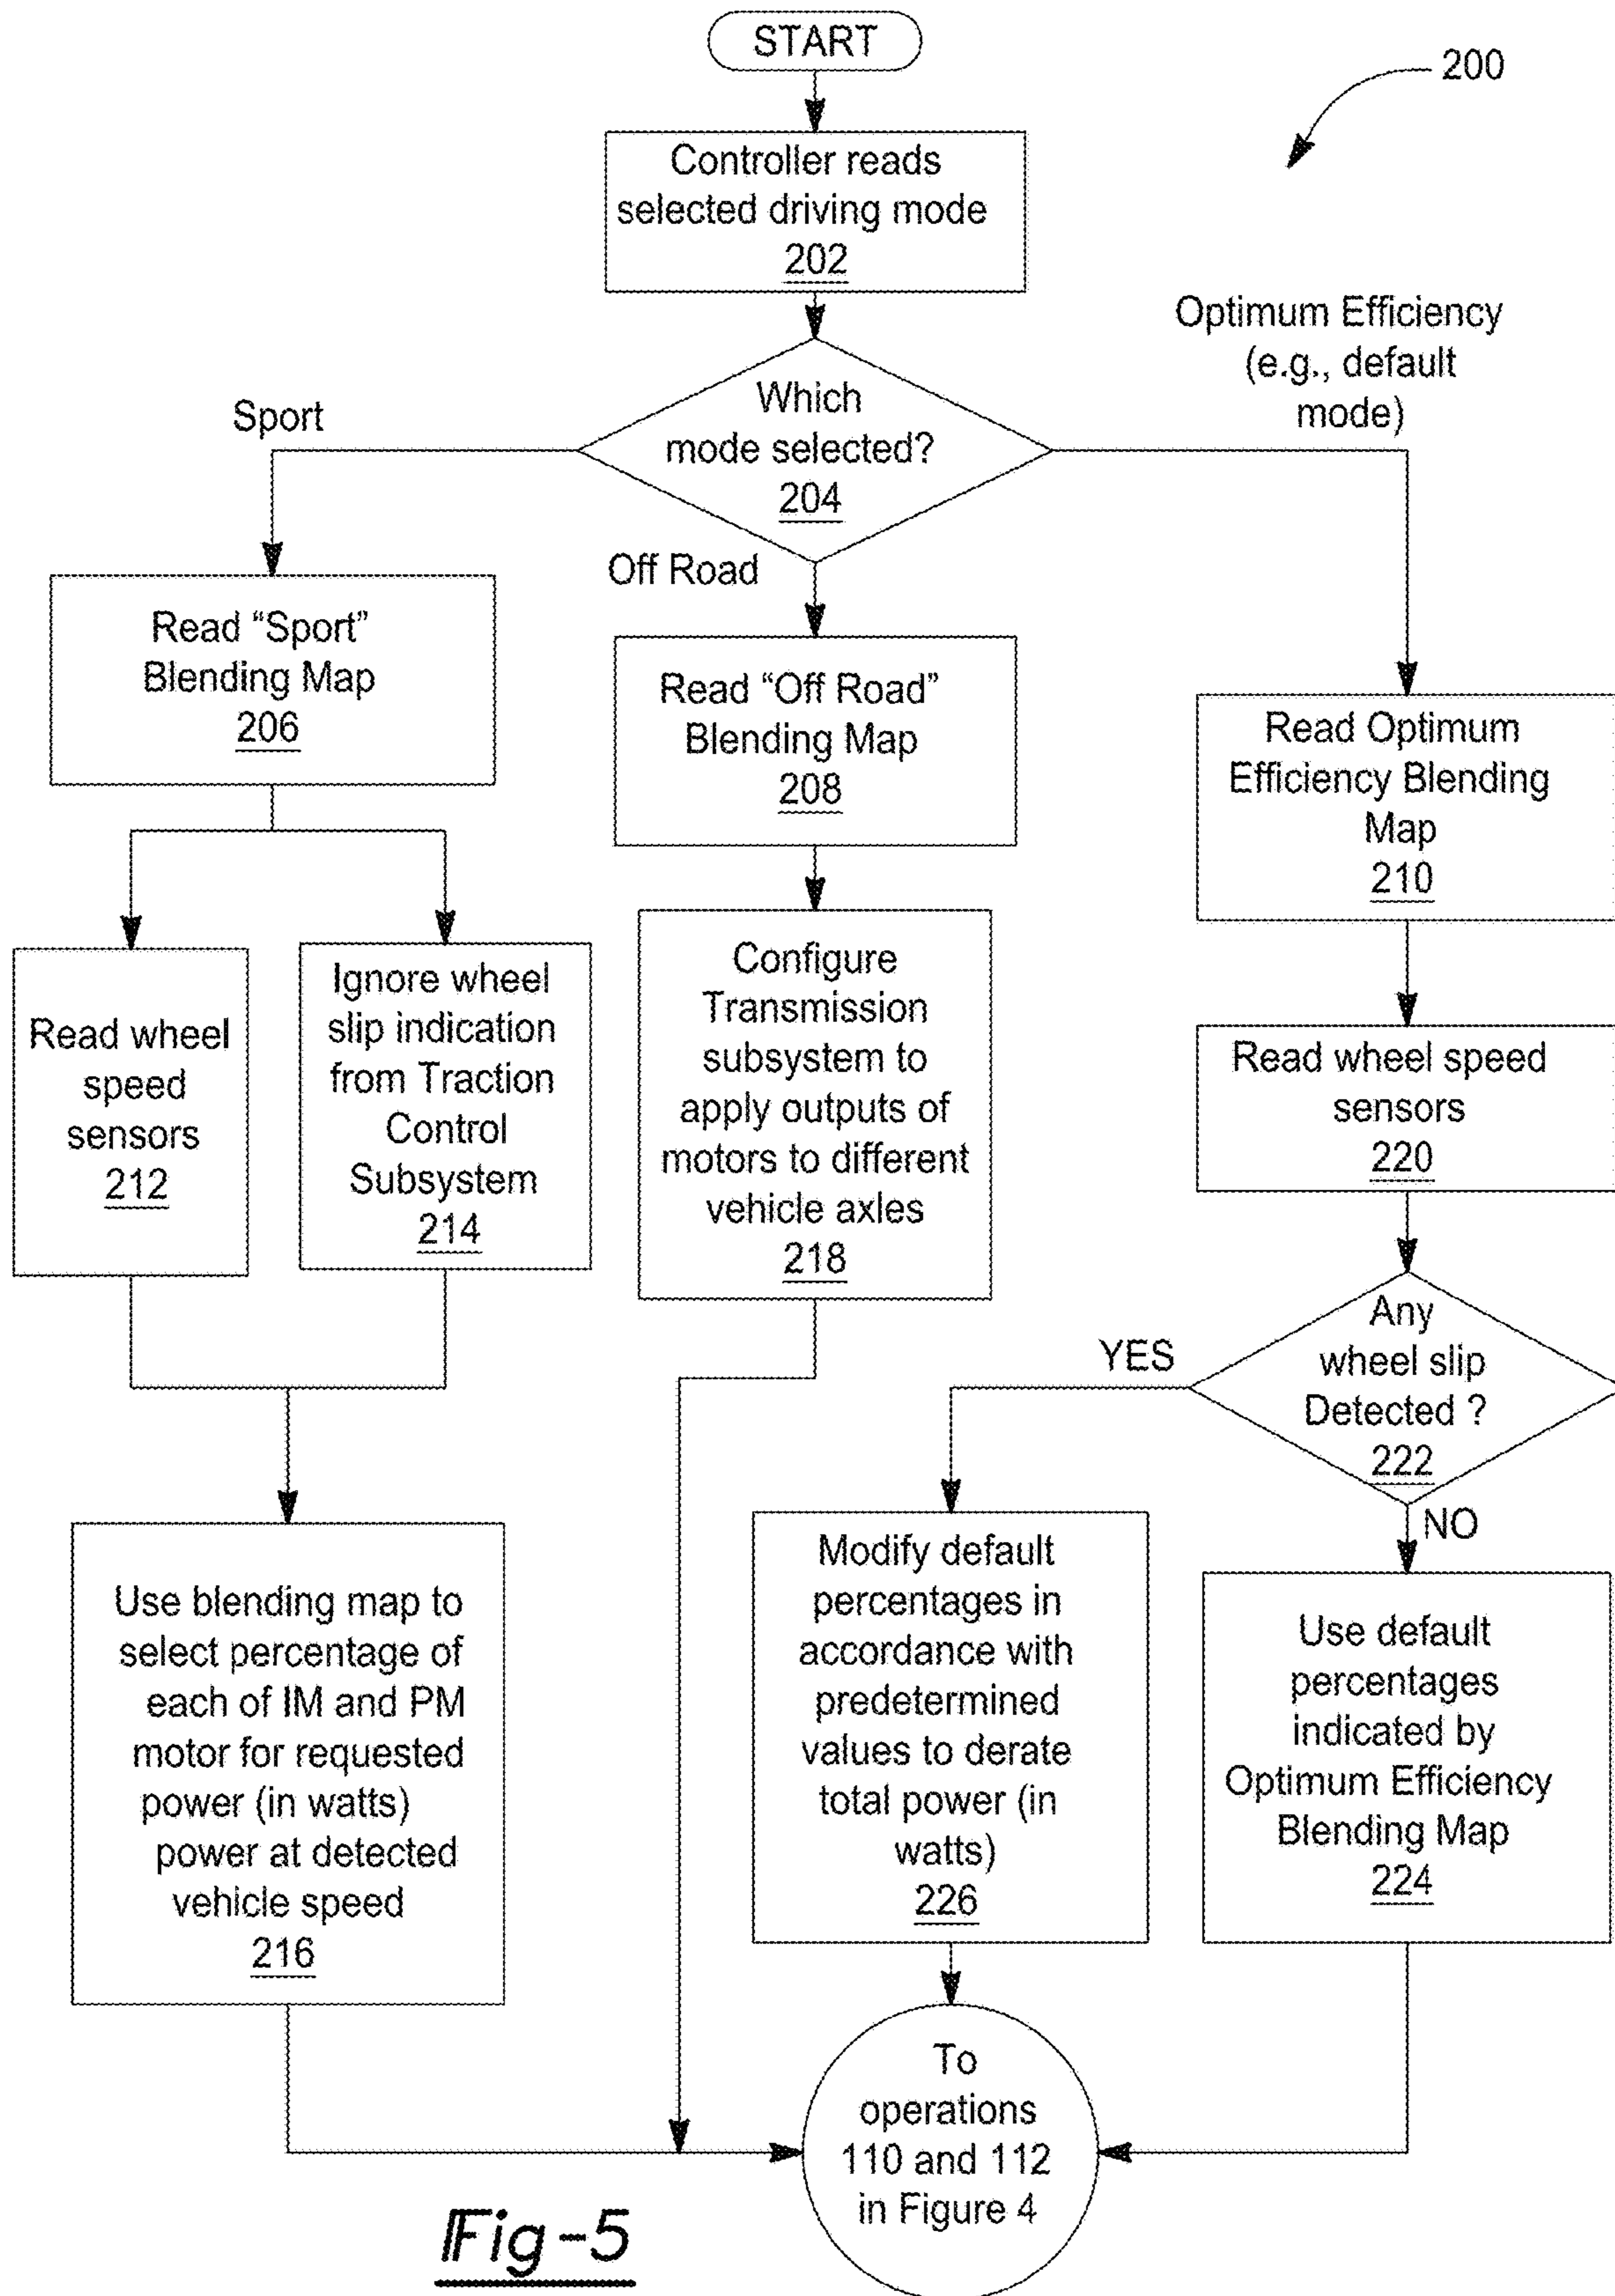 START
200
Controller reads
selected driving mode
202
Optimum Efficiency
(e.g., default
mode)
Sport
Which
mode selected?
204
Off Road
Read “Sport”
Blending Map
206
Read “Off Road”
Blending Map
208
Read Optimum
Efficiency Blending
Map
210
Read wheel
speed
sensors
212
Ignore wheel
slip indication
from Traction
Control
Subsystem
214
Configure
Transmission
subsystem to
apply outputs of
motors to different
vehicle axles
218
Read wheel speed
sensors
220
YES
Any
wheel slip
Detected ?
222
NO
Use blending map to
select percentage of
each of IM and PM
motor for requested
power (in watts)
power at detected
vehicle speed
216
Modify default
percentages in
accordance with
predetermined
values to derate
total power (in
watts)
226
Use default
percentages
indicated by
Optimum Efficiency
Blending Map
224
To
operations
110 and 112
in Figure 4
Fig-5